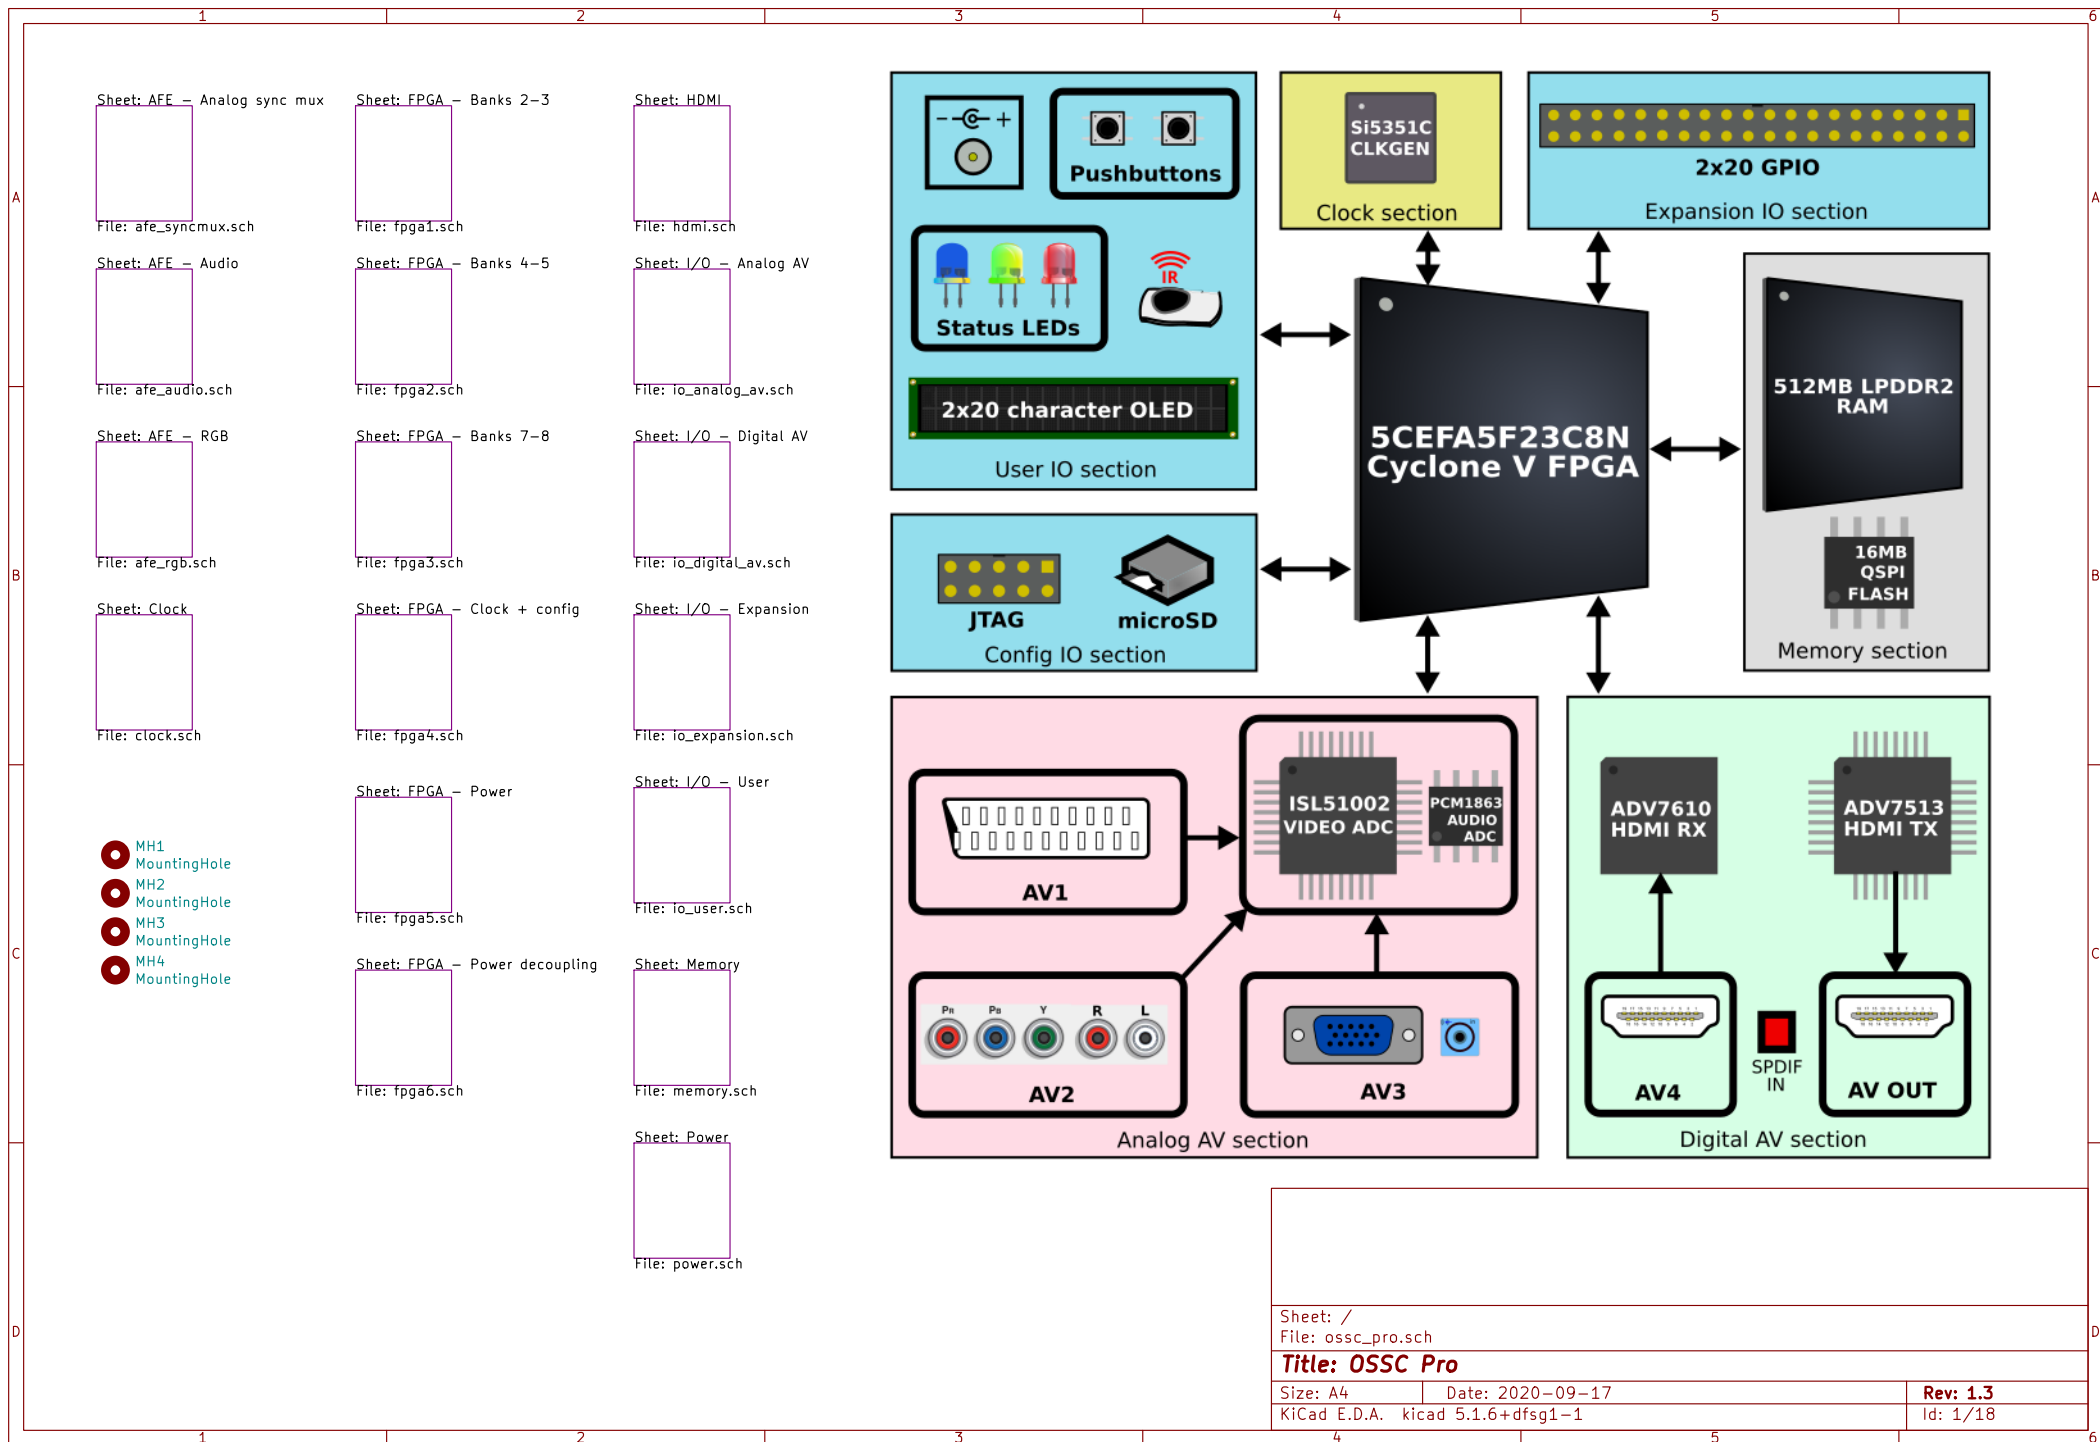 1 2 3 4 5 6
A
B
C
D
Sheet: AFE – Analog sync mux
File: afe_syncmux.sch
Sheet: AFE – Audio
File: afe_audio.sch
Sheet: AFE – RGB
File: afe_rgb.sch
Sheet: Clock
File: clock.sch
MH1
MountingHole
MH2
MountingHole
MH3
MountingHole
MH4
MountingHole
Sheet: FPGA – Banks 2–3
File: fpga1.sch
Sheet: FPGA – Banks 4–5
File: fpga2.sch
Sheet: FPGA – Banks 7–8
File: fpga3.sch
Sheet: FPGA – Clock + config
File: fpga4.sch
Sheet: FPGA – Power
File: fpga5.sch
Sheet: FPGA – Power decoupling
File: fpga6.sch
Sheet: HDMI
File: hdmi.sch
Sheet: I/O – Analog AV
File: io_analog_av.sch
Sheet: I/O – Digital AV
File: io_digital_av.sch
Sheet: I/O – Expansion
File: io_expansion.sch
Sheet: I/O – User
File: io_user.sch
Sheet: Memory
File: memory.sch
Sheet: Power
File: power.sch
– +
Pushbuttons
Status LEDs
IR
2x20 character OLED
User IO section
Si5351C
CLKGEN
Clock section
2x20 GPIO
Expansion IO section
5CEFA5F23C8N
Cyclone V FPGA
512MB LPDDR2
RAM
16MB
QSPI
FLASH
Memory section
JTAG
microSD
Config IO section
AV1
ISL51002
VIDEO ADC
PCM1863
AUDIO
ADC
PR PB Y R L
AV2
AV3
Analog AV section
ADV7610
HDMI RX
ADV7513
HDMI TX
AV4
SPDIF
IN
AV OUT
Digital AV section
Sheet: /
File: ossc_pro.sch
Title: OSSC Pro
Size: A4
Date: 2020–09–17
Rev: 1.3
KiCad E.D.A. kicad 5.1.6+dfsg1–1
Id: 1/18
A
B
C
D
1 2 3 4 5 6